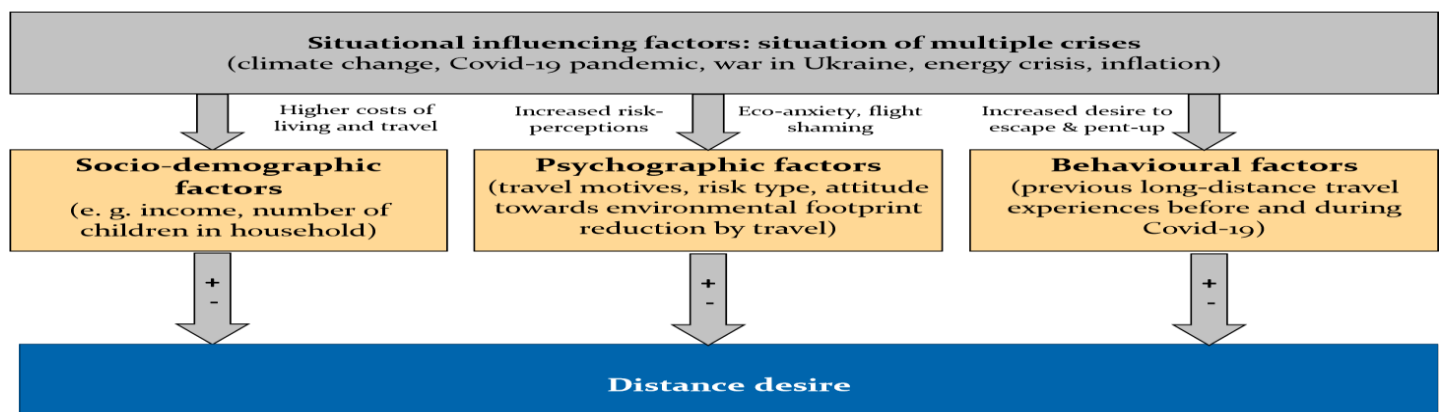 Situational influencing factors: situation of multiple crises
(climate change, Covid-19 pandemic, war in Ukraine, energy crisis, inflation)
Higher costs of
living and travel
Increased risk-
perceptions
Eco-anxiety, flight
shaming
Increased desire to
escape & pent-up
Socio-demographic
factors
(e. g. income, number of
children in household)
Psychographic factors
(travel motives, risk type, attitude
towards environmental footprint
reduction by travel)
Behavioural factors
(previous long-distance travel
experiences before and during
Covid-19)
+
-
+
-
+
-
Distance desire